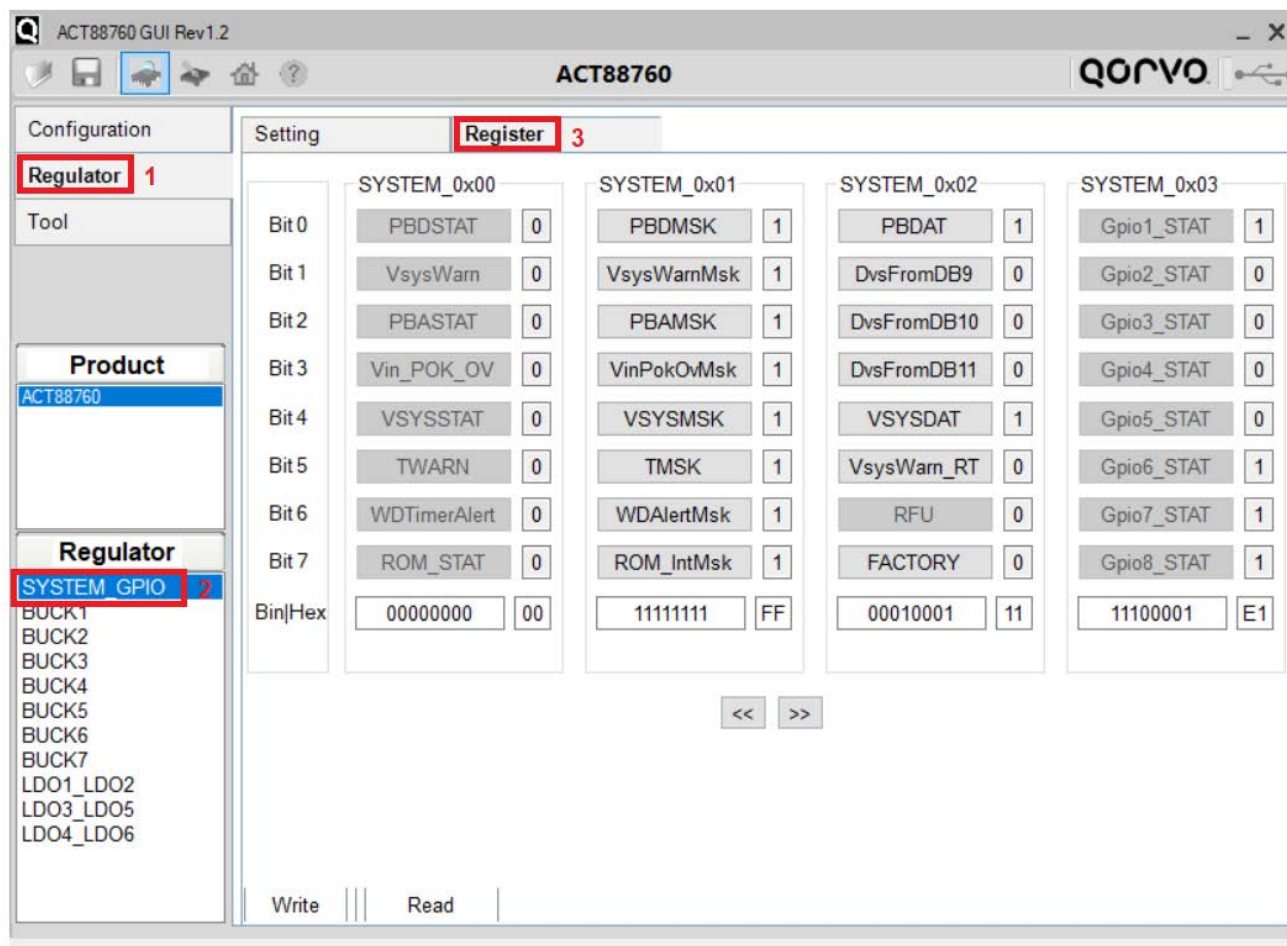 ACT88760 GUI Rev1.2
ACT88760
QORVO
Configuration
Regulator 1
Tool
Setting
Register 3
SYSTEM_0x00 SYSTEM_0x01 SYSTEM_0x02 SYSTEM_0x03
Bit 0 PBDSTAT 0 PBDMSK 1 PBDAT 1 Gpio1_STAT 1
Bit 1 VsysWarn 0 VsysWarnMsk 1 DvsFromDB9 0 Gpio2_STAT 0
Bit 2 PBASTAT 0 PBAMSK 1 DvsFromDB10 0 Gpio3_STAT 0
Bit 3 Vin_POK_OV 0 VinPokOvMsk 1 DvsFromDB11 0 Gpio4_STAT 0
Bit 4 VSYSSTAT 0 VSYSMSK 1 VSYSDAT 1 Gpio5_STAT 0
Bit 5 TWARN 0 TMSK 1 VsysWarn_RT 0 Gpio6_STAT 1
Bit 6 WDTimerAlert 0 WDAlertMsk 1 RFU 0 Gpio7_STAT 1
Bit 7 ROM_STAT 0 ROM_IntMsk 1 FACTORY 0 Gpio8_STAT 1
Bin|Hex 00000000 00 11111111 FF 00010001 11 11100001 E1
<< >>
Product
ACT88760
Regulator
SYSTEM_GPIO 2
BUCK1
BUCK2
BUCK3
BUCK4
BUCK5
BUCK6
BUCK7
LDO1_LDO2
LDO3_LDO5
LDO4_LDO6
Write Read